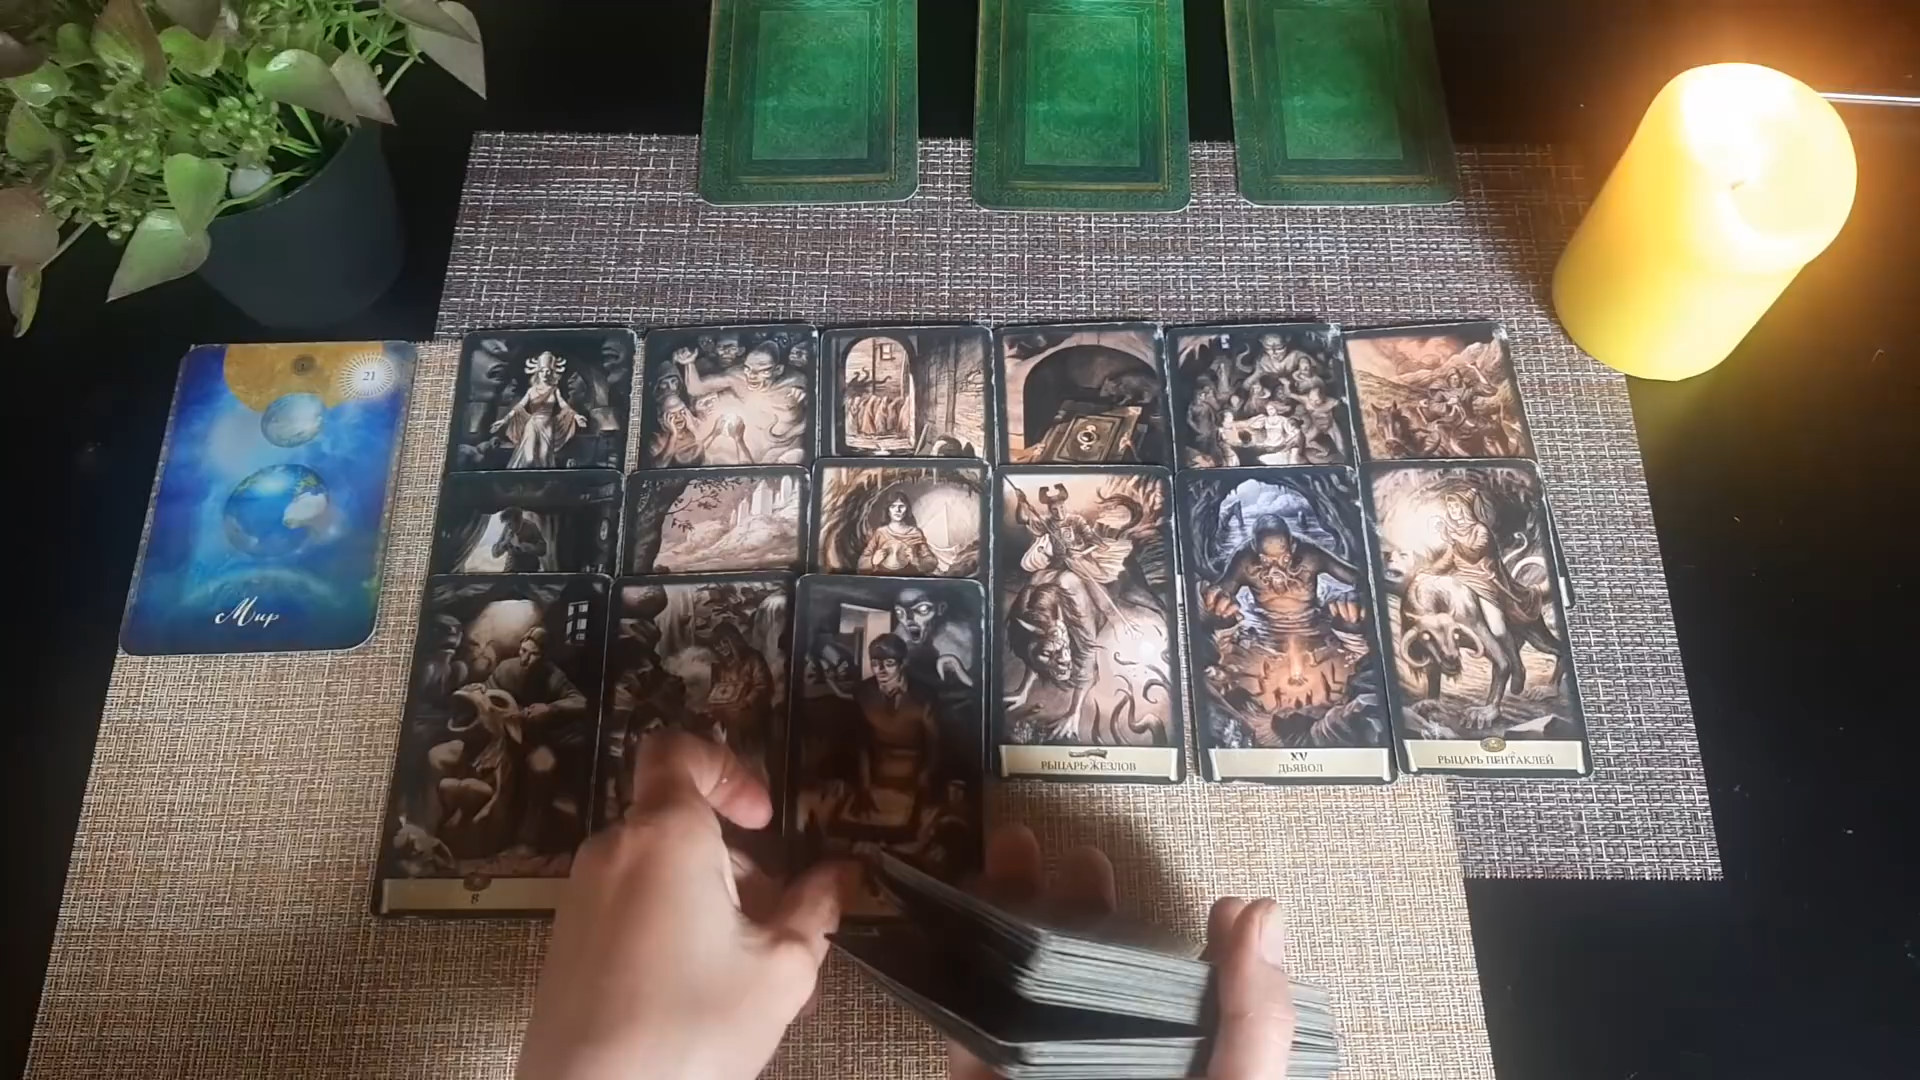 21
Мир
РЫЦАРЬ ЖЕЗЛОВ
XV
ДЬЯВОЛ
РЫЦАРЬ ПЕНТАКЛЕЙ
8